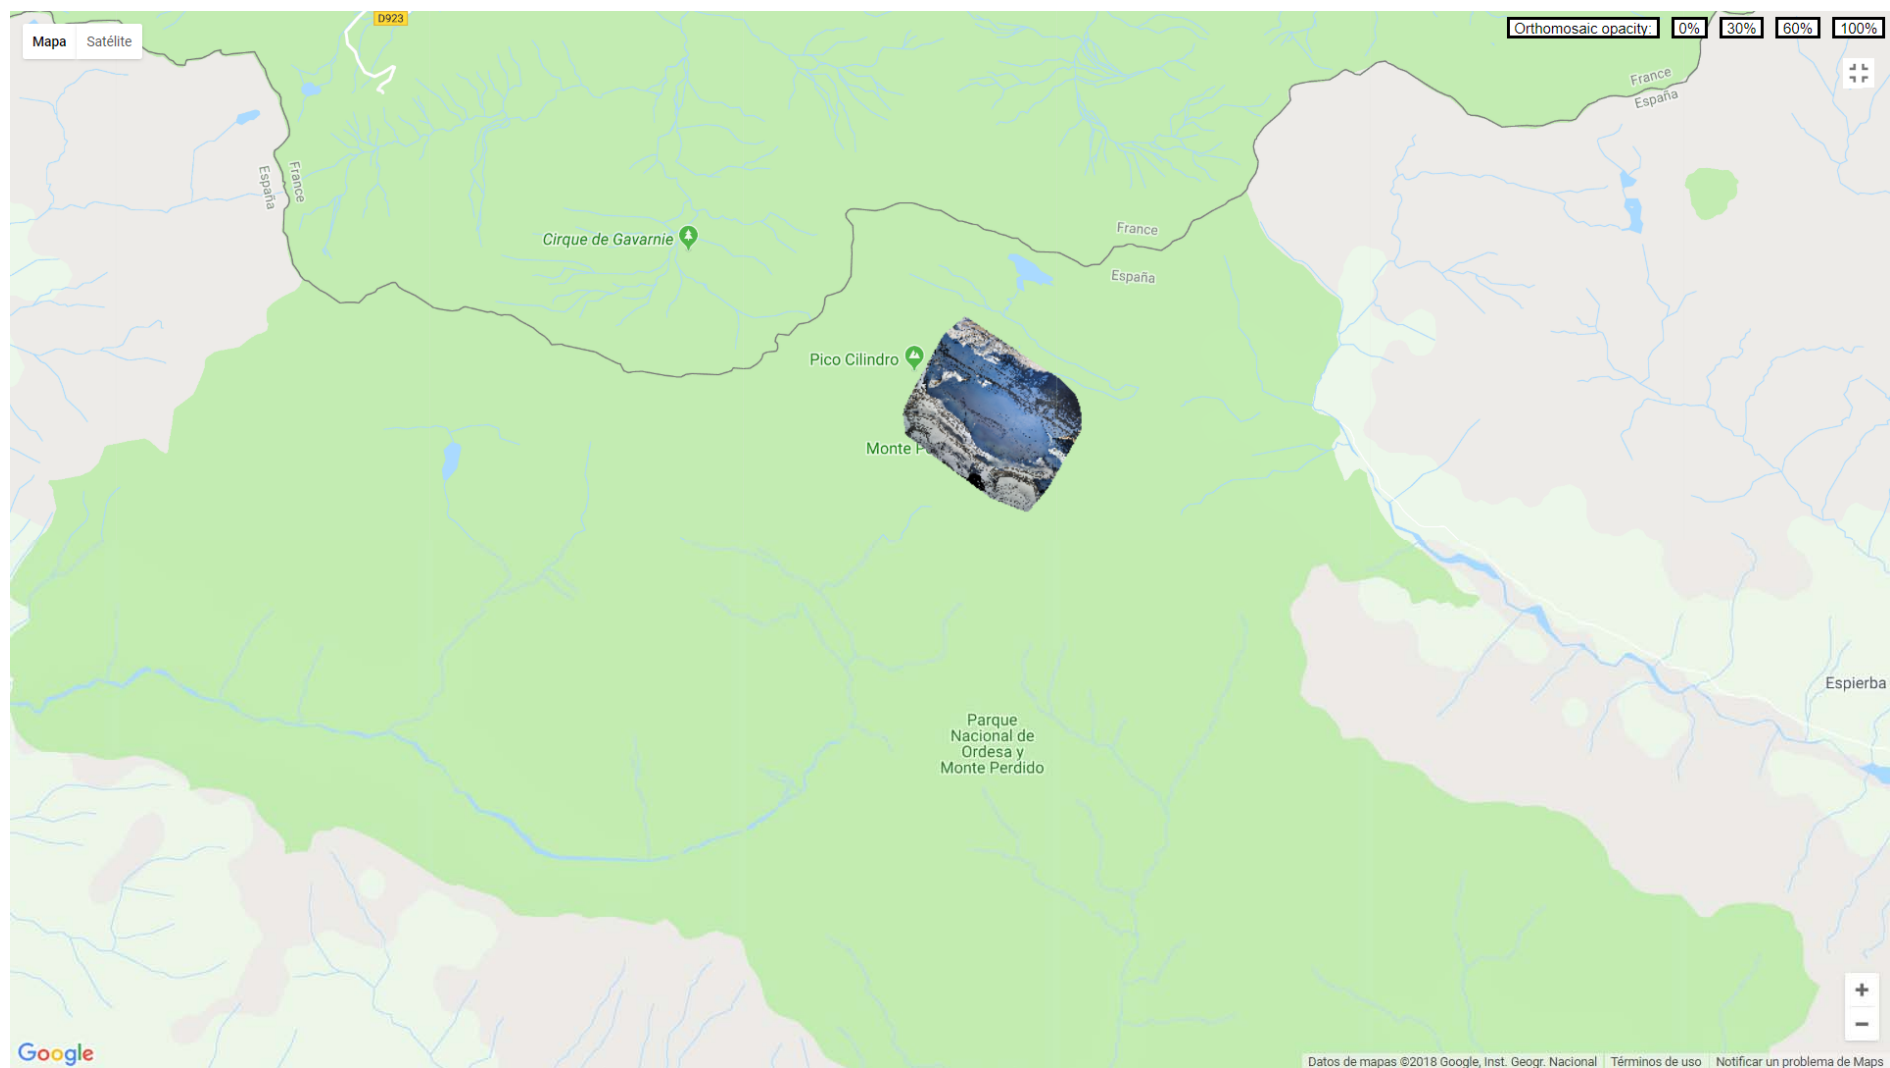 D923
Mapa
Satélite
Orthomosaic opacity:
0%
30%
60%
100%
France
España
España
France
Cirque de Gavarnie
France
España
Pico Cilindro
Monte P
Espierba
Parque
Nacional de
Ordesa y
Monte Perdido
+
−
Google
Datos de mapas ©2018 Google, Inst. Geogr. Nacional
Términos de uso
Notificar un problema de Maps